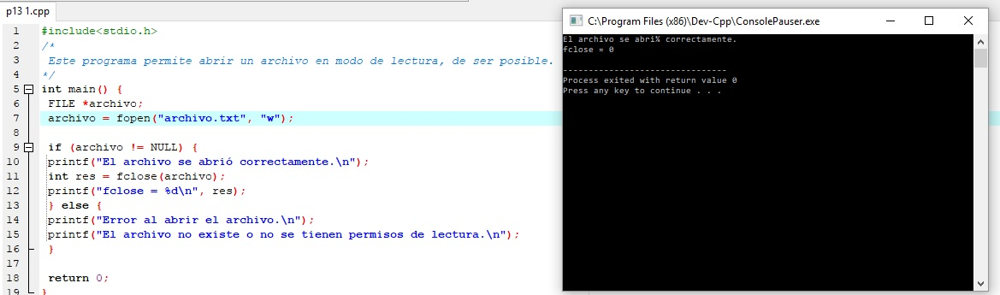 p13 1.cpp
1 #include<stdio.h>
2 /*
3 Este programa permite abrir un archivo en modo de lectura, de ser posible.
4 */
5 int main() {
6 FILE *archivo;
7 archivo = fopen("archivo.txt", "w");
8
9 if (archivo != NULL) {
10 printf("El archivo se abrió correctamente.\n");
11 int res = fclose(archivo);
12 printf("fclose = %d\n", res);
13 } else {
14 printf("Error al abrir el archivo.\n");
15 printf("El archivo no existe o no se tienen permisos de lectura.\n");
16 }
17
18 return 0;
19 }
C:\Program Files (x86)\Dev-Cpp\ConsolePauser.exe
El archivo se abri% correctamente.
fclose = 0
--------------------------------
Process exited with return value 0
Press any key to continue . . .